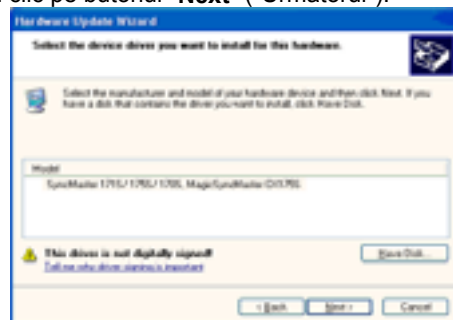 clic pe butonul "Next" ("Următorul").
Hardware Update Wizard
Select the device driver you want to install for this hardware.
Select the manufacturer and model of your hardware device and then click Next. If you
have a disk that contains the driver you want to install, click Have Disk.
Model
SyncMaster 171S/ 175S/ 170S, MagicSyncMaster CX175S
This driver is not digitally signed!
Tell me why driver signing is important
Have Disk...
< Back Next > Cancel